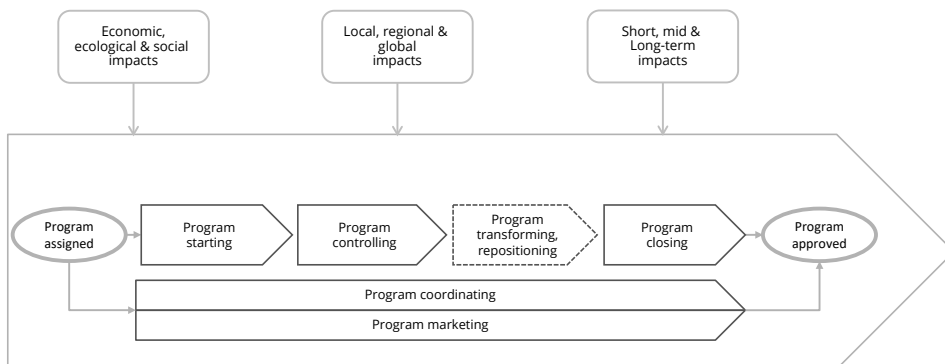 Economic,
ecological & social
impacts
Local, regional &
global
impacts
Short, mid &
Long-term
impacts
Program
assigned
Program
starting
Program
controlling
Program
transforming,
repositioning
Program
closing
Program
approved
Program coordinating
Program marketing